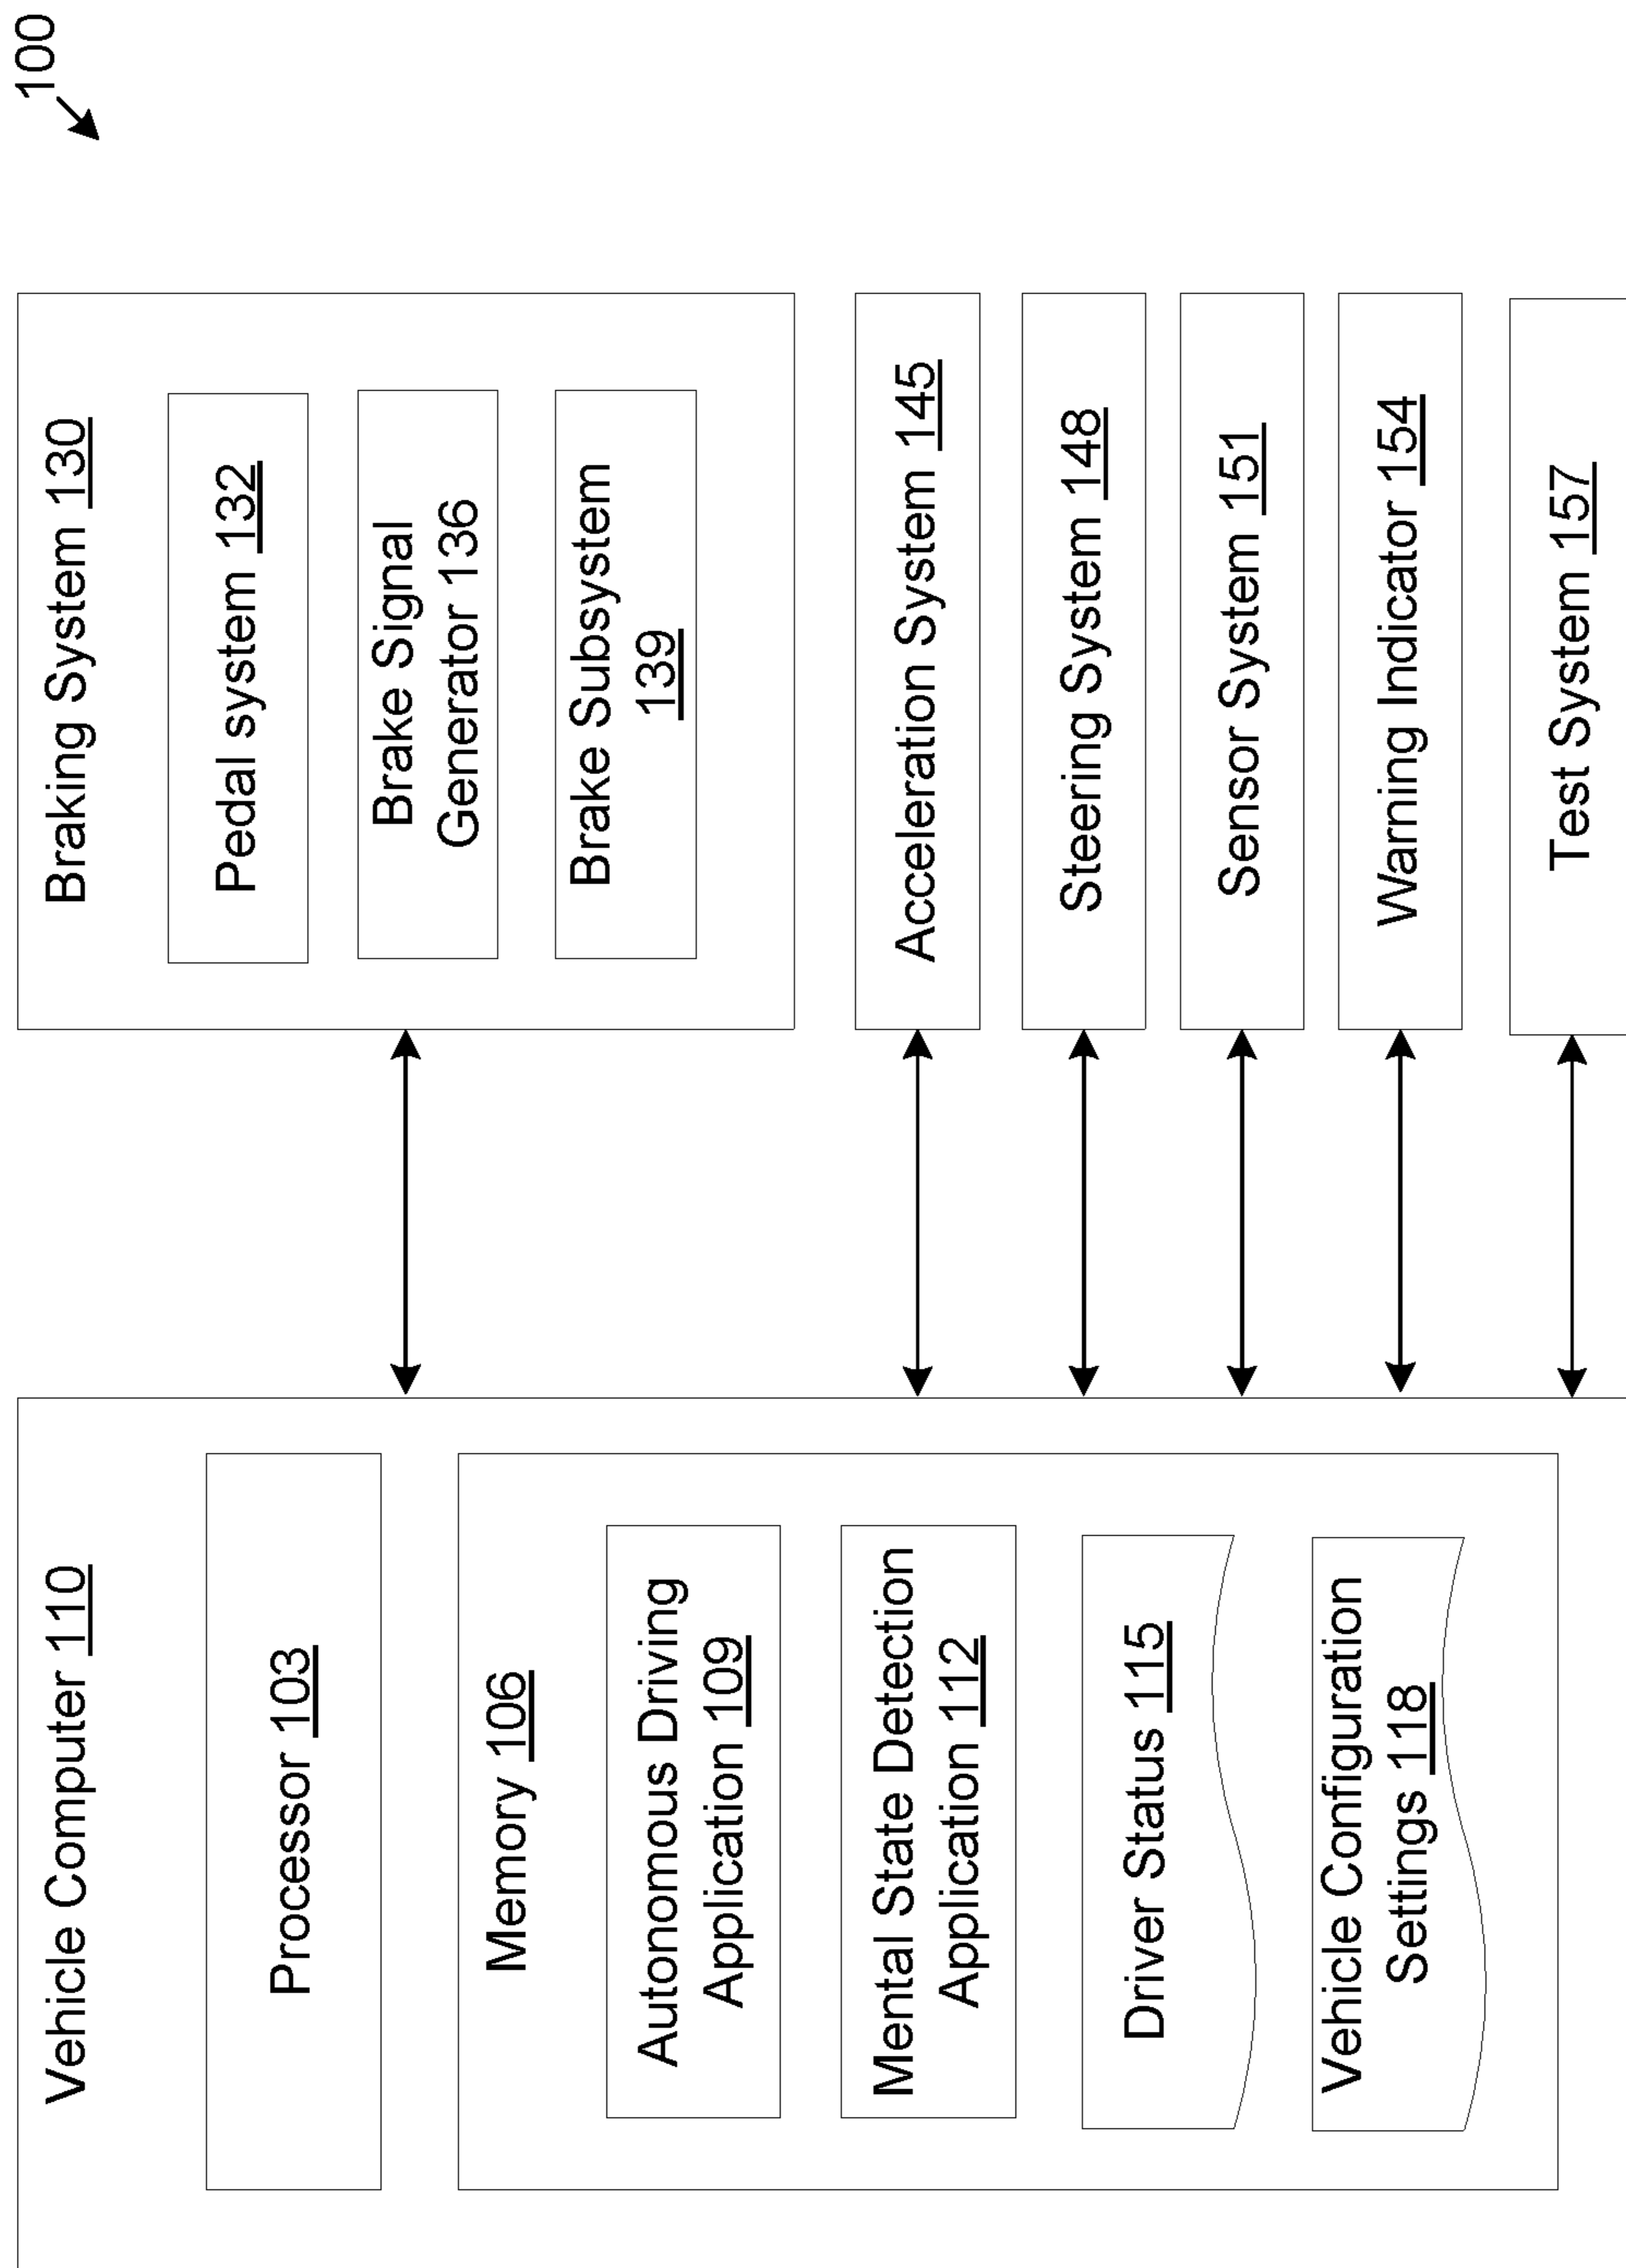 100
Vehicle Computer 110
Processor 103
Memory 106
Autonomous Driving
Application 109
Mental State Detection
Application 112
Driver Status 115
Vehicle Configuration
Settings 118
Braking System 130
Pedal system 132
Brake Signal
Generator 136
Brake Subsystem
139
Acceleration System 145
Steering System 148
Sensor System 151
Warning Indicator 154
Test System 157